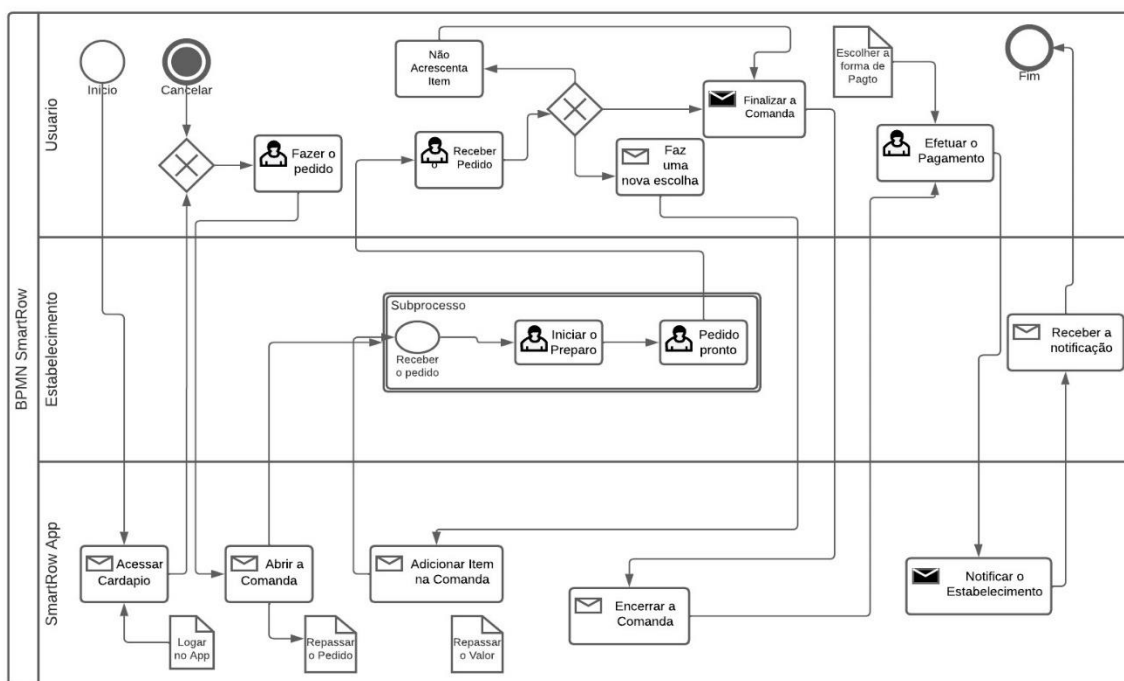 BPMN SmartRow
Usuario
Inicio
Cancelar
Fazer o
pedido
Não
Acrescenta
Item
Receber
Pedido
Finalizar a
Comanda
Faz
uma
nova escolha
Escolher a
forma de
Pagto
Efetuar o
Pagamento
Fim
Estabelecimento
Subprocesso
Receber
o pedido
Iniciar o
Preparo
Pedido
pronto
Receber a
notificação
SmartRow App
Acessar
Cardapio
Logar
no App
Abrir a
Comanda
Repassar
o Pedido
Adicionar Item
na Comanda
Repassar
o Valor
Encerrar a
Comanda
Notificar o
Estabelecimento